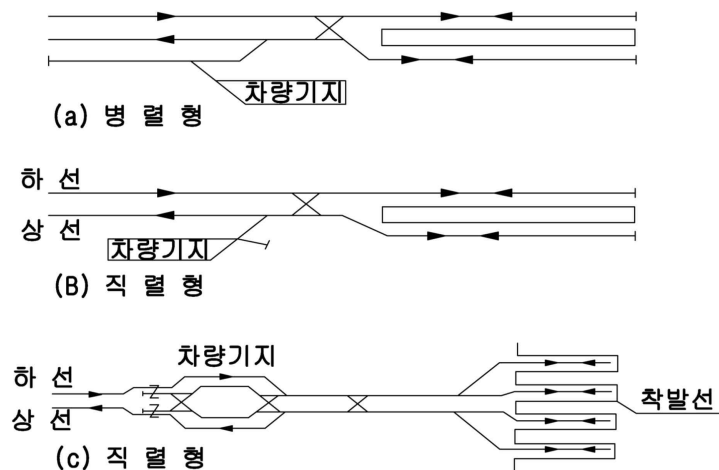 차량기지
(a) 병 렬 형
하 선
상 선
차량기지
(B) 직 렬 형
차량기지
하 선
상 선
착발선
(c) 직 렬 형